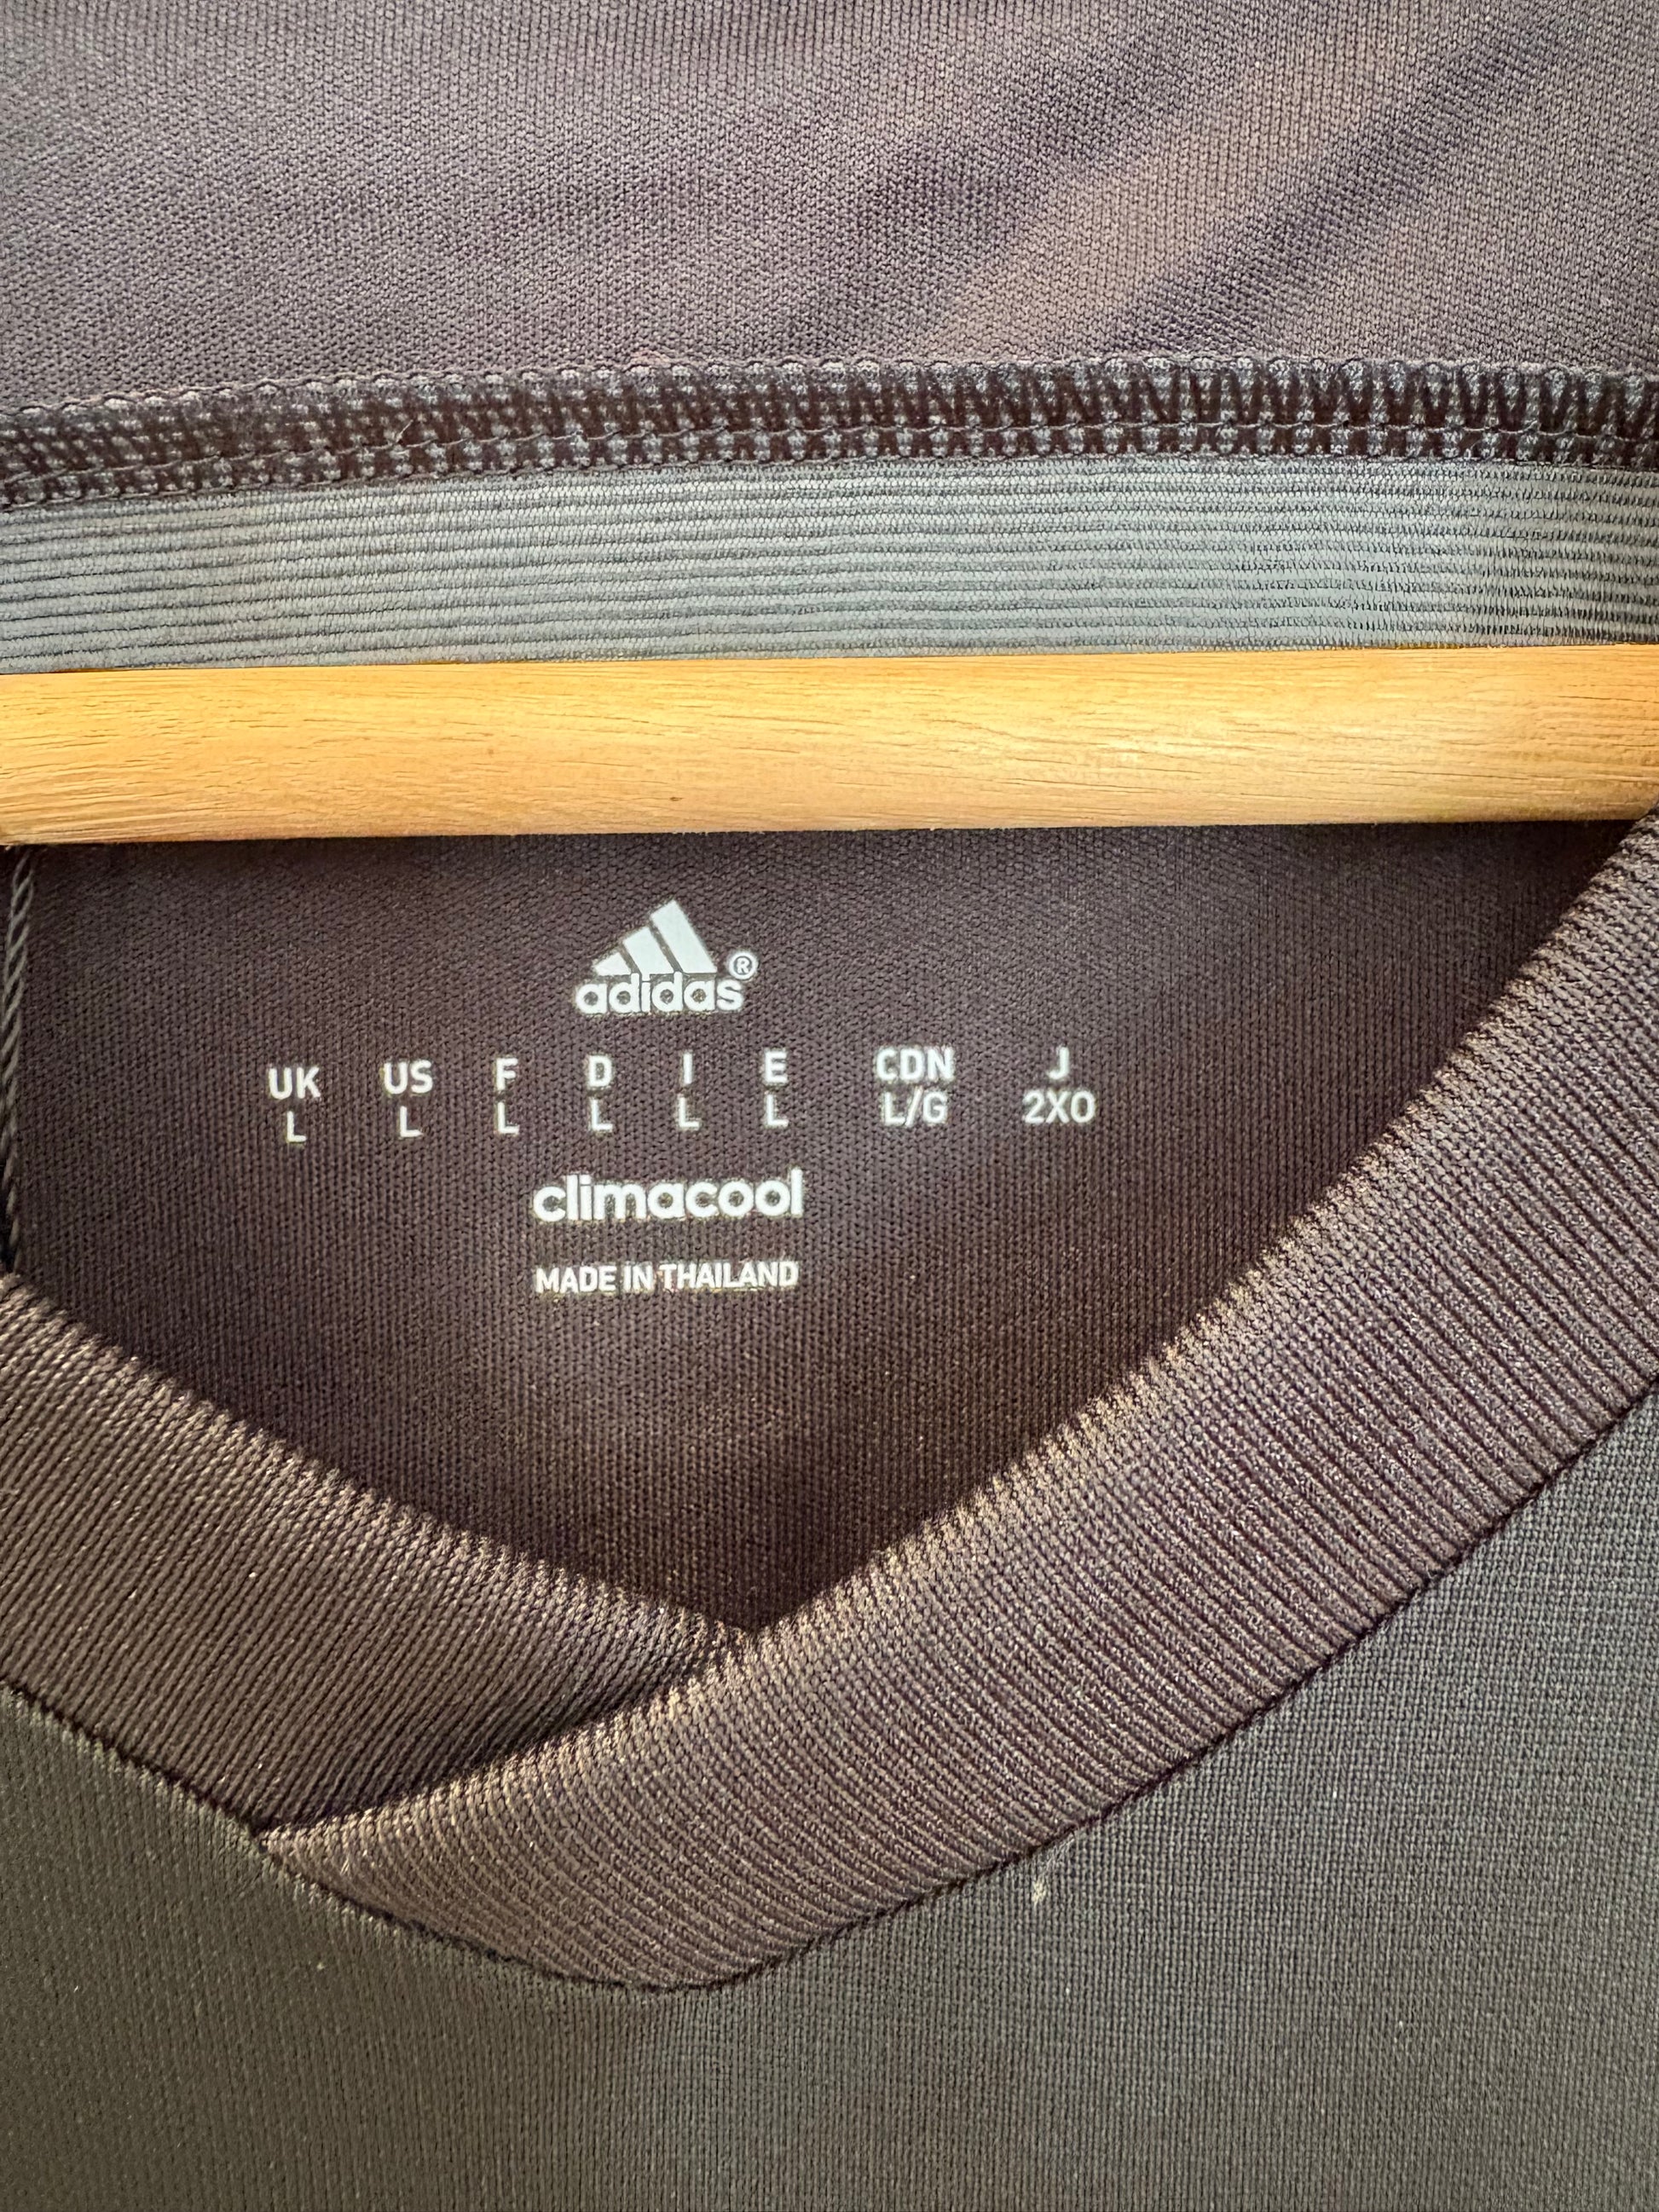 adidas®
UK US F D I E CDN J
L L L L L L L/G 2XO
climacool
MADE IN THAILAND